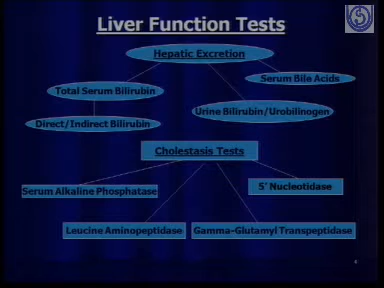 Liver Function Tests
Hepatic Excretion
Serum Bile Acids
Total Serum Bilirubin
Urine Bilirubin/Urobilinogen
Direct/Indirect Bilirubin
Cholestasis Tests
Serum Alkaline Phosphatase
5' Nucleotidase
Leucine Aminopeptidase
Gamma-Glutamyl Transpeptidase